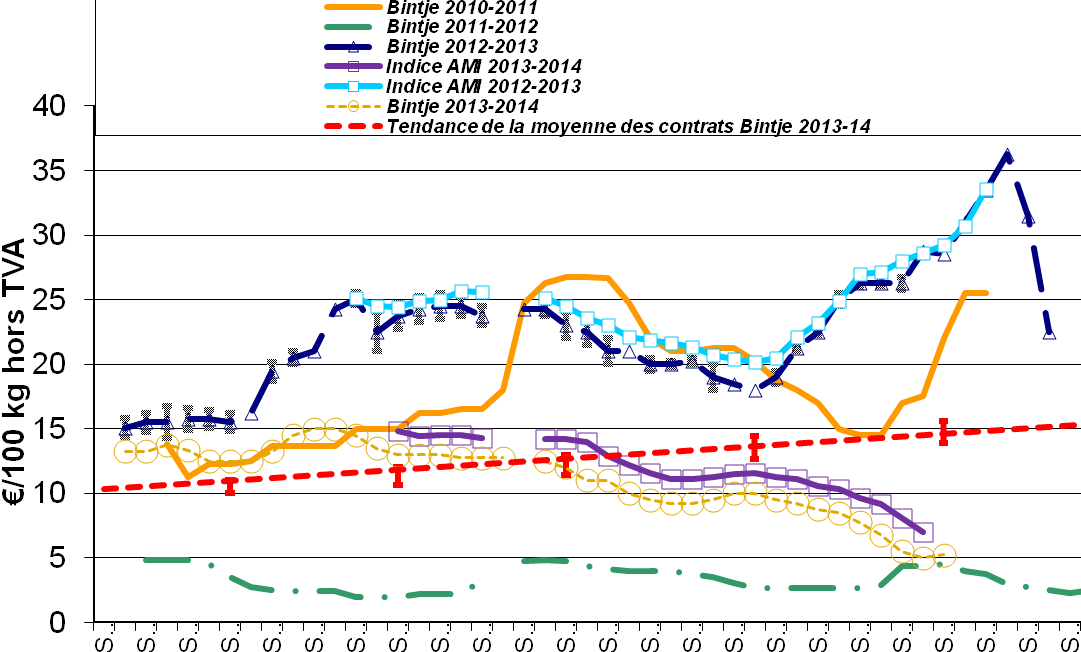 Bintje 2010-2011
Bintje 2011-2012
Bintje 2012-2013
Indice AMI 2013-2014
Indice AMI 2012-2013
Bintje 2013-2014
Tendance de la moyenne des contrats Bintje 2013-14
€/100 kg hors TVA
40
35
30
25
20
15
10
5
0
S S S S S S S S S S S S S S S S S S S S S S S S